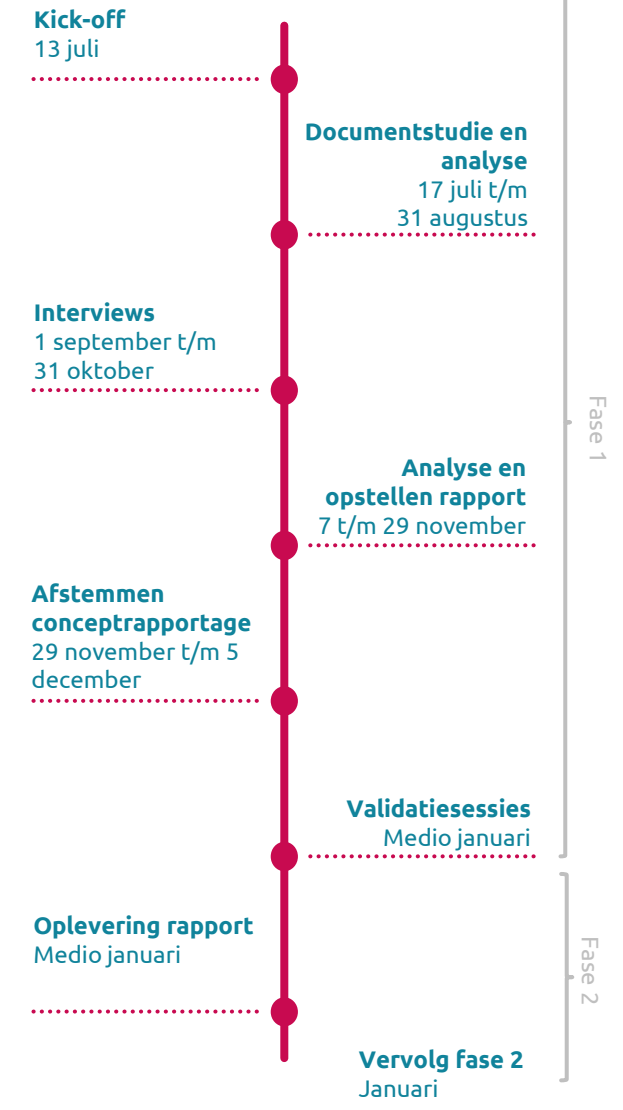 Kick-off
13 juli
Documentstudie en
analyse
17 juli t/m
31 augustus
Interviews
1 september t/m
31 oktober
Fase 1
Analyse en
opstellen rapport
7 t/m 29 november
Afstemmen
conceptrapportage
29 november t/m 5
december
Validatiesessies
Medio januari
Oplevering rapport
Medio januari
Fase 2
Vervolg fase 2
Januari